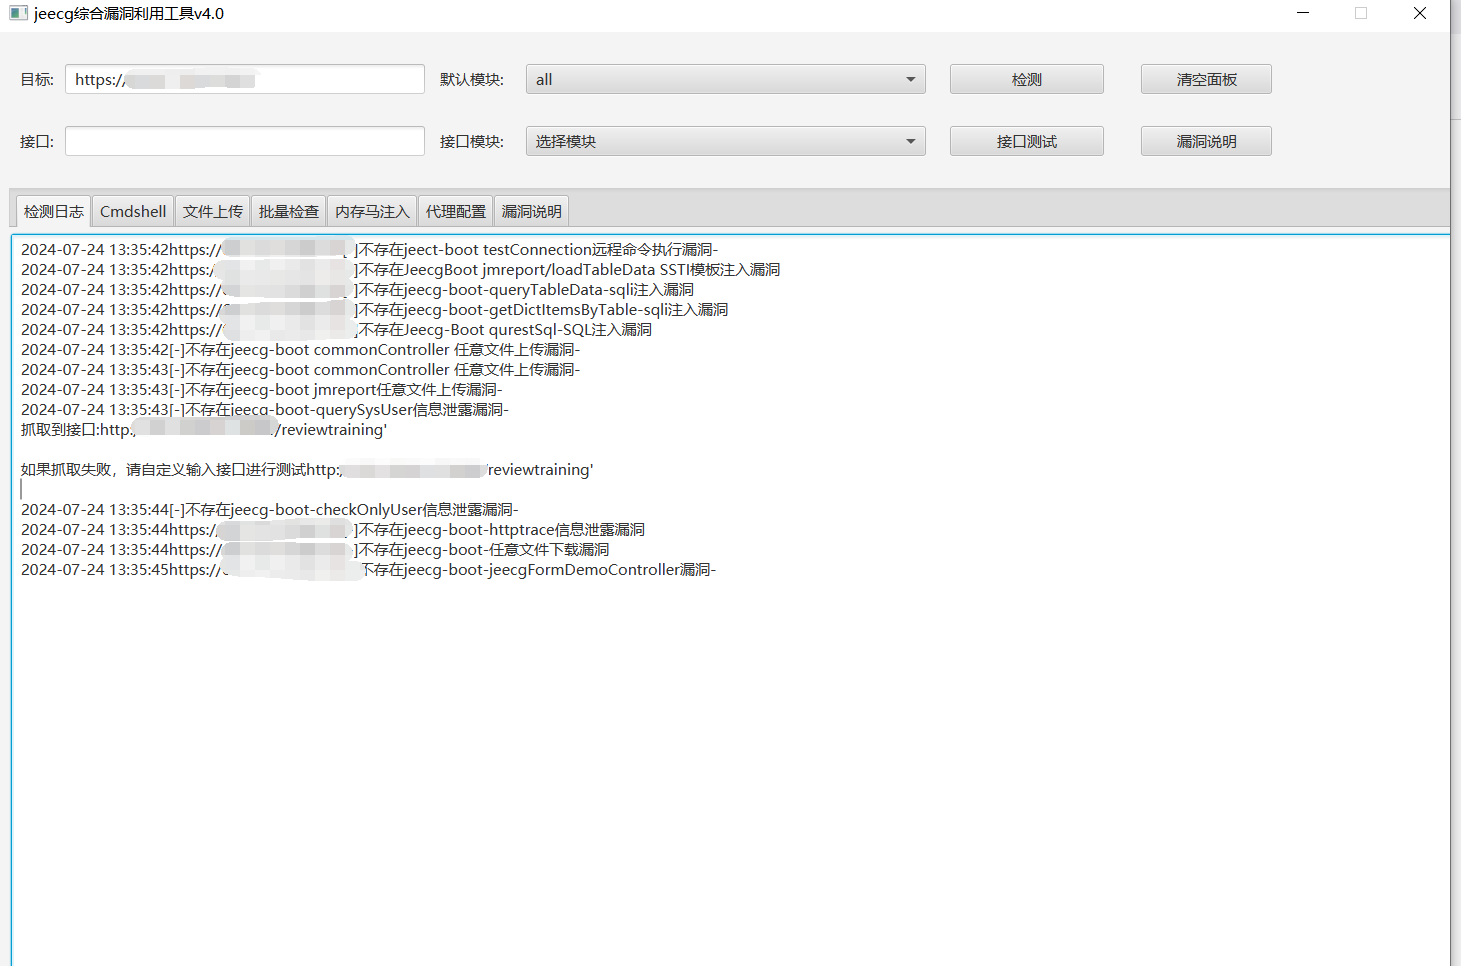 jeecg综合漏洞利用工具v4.0
目标: https:// 默认模块: all 检测 清空面板
接口: 接口模块: 选择模块 接口测试 漏洞说明
检测日志 Cmdshell 文件上传 批量检查 内存马注入 代理配置 漏洞说明
2024-07-24 13:35:42https:// ]不存在jeect-boot testConnection远程命令执行漏洞-
2024-07-24 13:35:42https:/ ]不存在JeecgBoot jmreport/loadTableData SSTI模板注入漏洞
2024-07-24 13:35:42https:// ]不存在jeecg-boot-queryTableData-sqli注入漏洞
2024-07-24 13:35:42https:// ]不存在jeecg-boot-getDictItemsByTable-sqli注入漏洞
2024-07-24 13:35:42https:// ]不存在Jeecg-Boot qurestSql-SQL注入漏洞
2024-07-24 13:35:42[-]不存在jeecg-boot commonController 任意文件上传漏洞-
2024-07-24 13:35:43[-]不存在jeecg-boot commonController 任意文件上传漏洞-
2024-07-24 13:35:43[-]不存在jeecg-boot jmreport任意文件上传漏洞-
2024-07-24 13:35:43[-]不存在jeecg-boot-querySysUser信息泄露漏洞-
抓取到接口:http: /reviewtraining'
如果抓取失败，请自定义输入接口进行测试http: reviewtraining'
2024-07-24 13:35:44[-]不存在jeecg-boot-checkOnlyUser信息泄露漏洞-
2024-07-24 13:35:44https:// ]不存在jeecg-boot-httptrace信息泄露漏洞
2024-07-24 13:35:44https:// ]不存在jeecg-boot-任意文件下载漏洞
2024-07-24 13:35:45https:// 不存在jeecg-boot-jeecgFormDemoController漏洞-